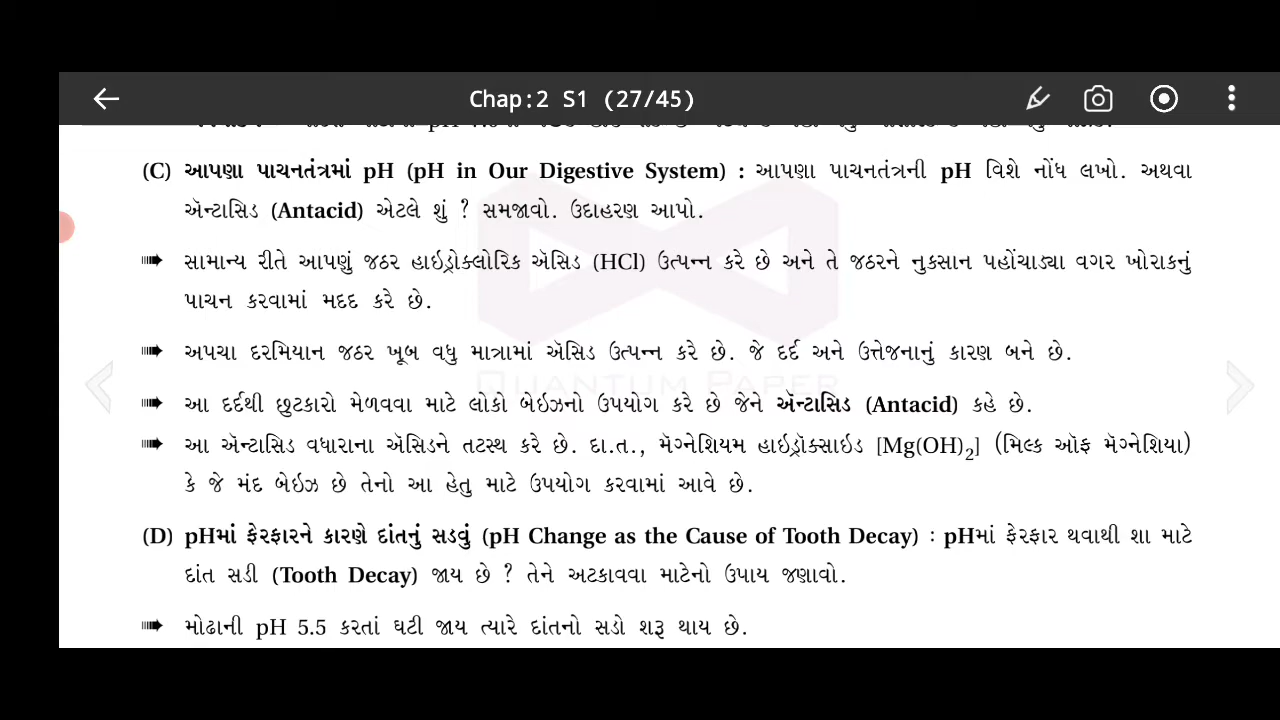 Chap:2 S1 (27/45)
(C) આપણા પાચનતંત્રમાં pH (pH in Our Digestive System) : આપણા પાચનતંત્રની pH વિશે નોંધ લખો. અથવા
ઍન્ટાસિડ (Antacid) એટલે શું ? સમજાવો. ઉદાહરણ આપો.
➠ સામાન્ય રીતે આપણું જઠર હાઇડ્રોક્લોરિક ઍસિડ (HCl) ઉત્પન્ન કરે છે અને તે જઠરને નુકસાન પહોંચાડ્યા વગર ખોરાકનું
પાચન કરવામાં મદદ કરે છે.
➠ અપચા દરમિયાન જઠર ખૂબ વધુ માત્રામાં ઍસિડ ઉત્પન્ન કરે છે. જે દર્દ અને ઉત્તેજનાનું કારણ બને છે.
QUANTUM PAPER
➠ આ દર્દથી છુટકારો મેળવવા માટે લોકો બેઇઝનો ઉપયોગ કરે છે જેને ઍન્ટાસિડ (Antacid) કહે છે.
➠ આ ઍન્ટાસિડ વધારાના ઍસિડને તટસ્થ કરે છે. દા.ત., મૅગ્નેશિયમ હાઇડ્રૉક્સાઇડ [Mg(OH)₂] (મિલ્ક ઑફ મૅગ્નેશિયા)
કે જે મંદ બેઇઝ છે તેનો આ હેતુ માટે ઉપયોગ કરવામાં આવે છે.
(D) pHમાં ફેરફારને કારણે દાંતનું સડવું (pH Change as the Cause of Tooth Decay) : pHમાં ફેરફાર થવાથી શા માટે
દાંત સડી (Tooth Decay) જાય છે ? તેને અટકાવવા માટેનો ઉપાય જણાવો.
➠ મોઢાની pH 5.5 કરતાં ઘટી જાય ત્યારે દાંતનો સડો શરૂ થાય છે.